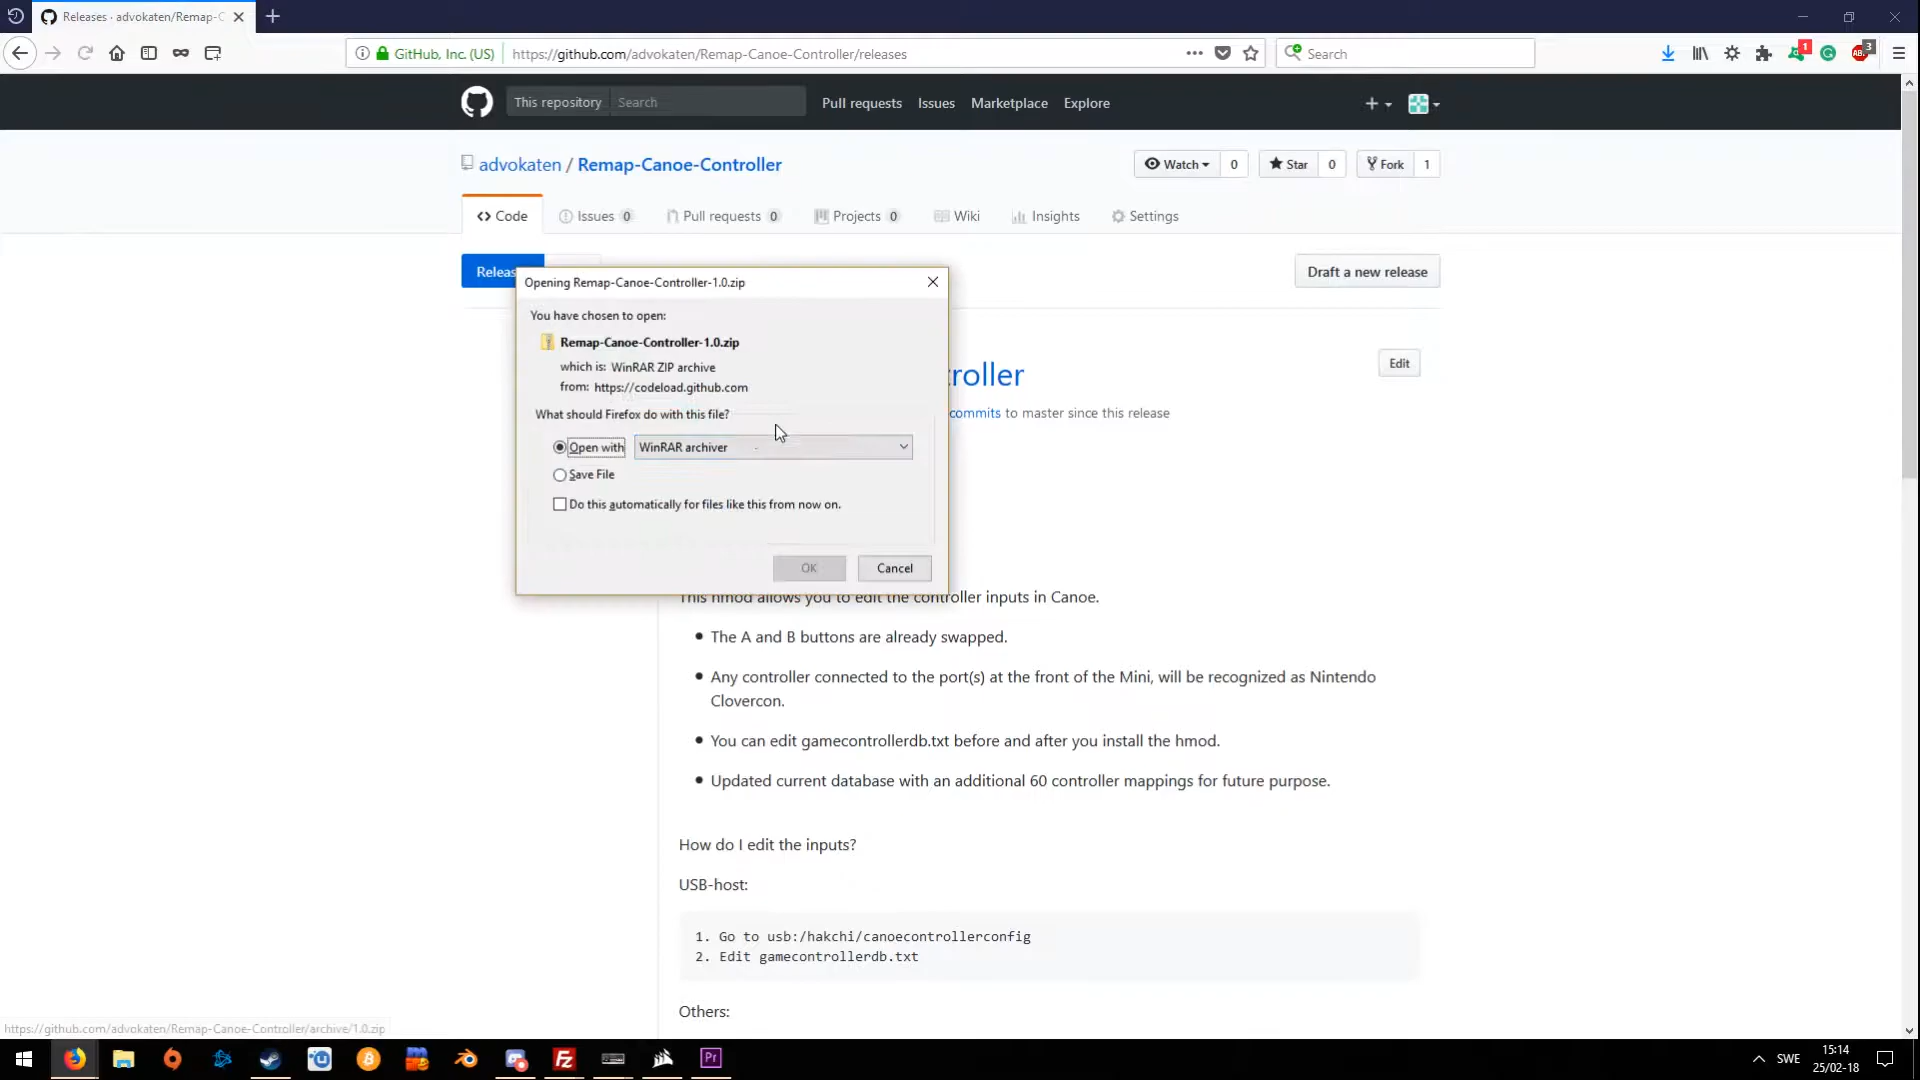 Releases · advokaten/Remap-C
GitHub, Inc. (US)
https://github.com/advokaten/Remap-Canoe-Controller/releases
Search
1
3
This repository
Search
Pull requests
Issues
Marketplace
Explore
advokaten / Remap-Canoe-Controller
Watch
0
Star
0
Fork
1
Code
Issues 0
Pull requests 0
Projects 0
Wiki
Insights
Settings
Releas
Draft a new release
Opening Remap-Canoe-Controller-1.0.zip
You have chosen to open:
Remap-Canoe-Controller-1.0.zip
which is: WinRAR ZIP archive
from: https://codeload.github.com
What should Firefox do with this file?
Open with
WinRAR archiver
Save File
Do this automatically for files like this from now on.
OK
Cancel
roller
Edit
commits to master since this release
This hmod allows you to edit the controller inputs in Canoe.
The A and B buttons are already swapped.
Any controller connected to the port(s) at the front of the Mini, will be recognized as Nintendo
Clovercon.
You can edit gamecontrollerdb.txt before and after you install the hmod.
Updated current database with an additional 60 controller mappings for future purpose.
How do I edit the inputs?
USB-host:
1. Go to usb:/hakchi/canoecontrollerconfig
2. Edit gamecontrollerdb.txt
Others:
https://github.com/advokaten/Remap-Canoe-Controller/archive/1.0.zip
Fz
Pr
SWE
15:14
25/02-18